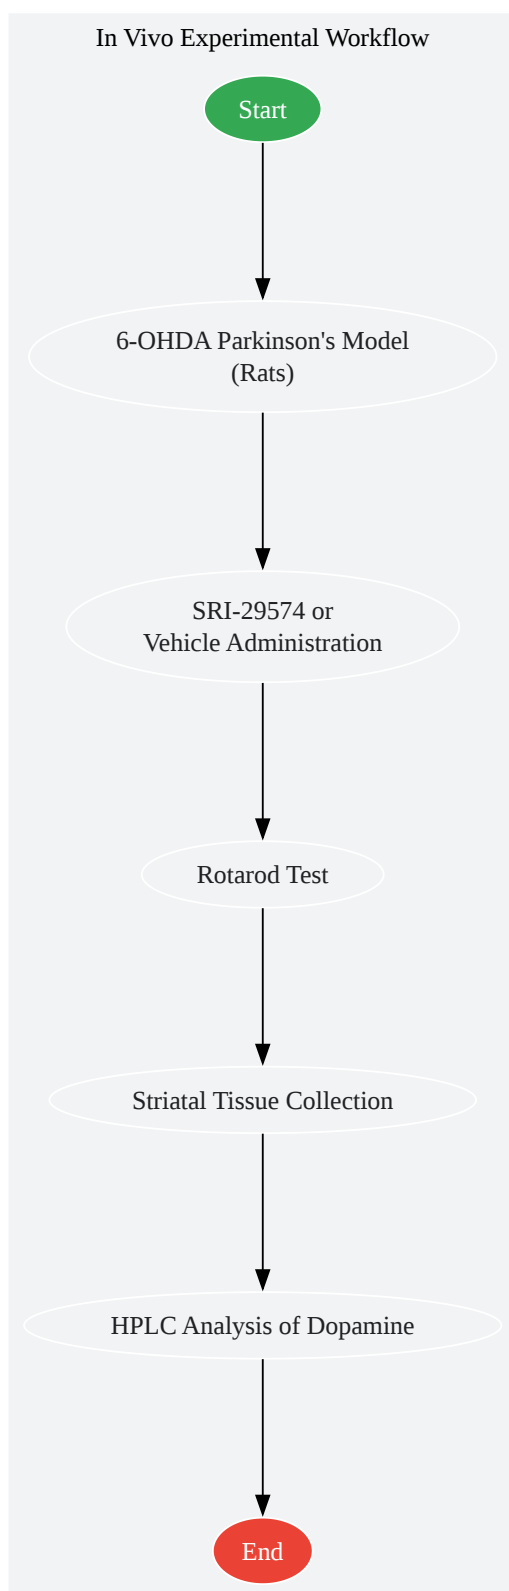 In Vivo Experimental Workflow
Start
6-OHDA Parkinson's Model
(Rats)
SRI-29574 or
Vehicle Administration
Rotarod Test
Striatal Tissue Collection
HPLC Analysis of Dopamine
End